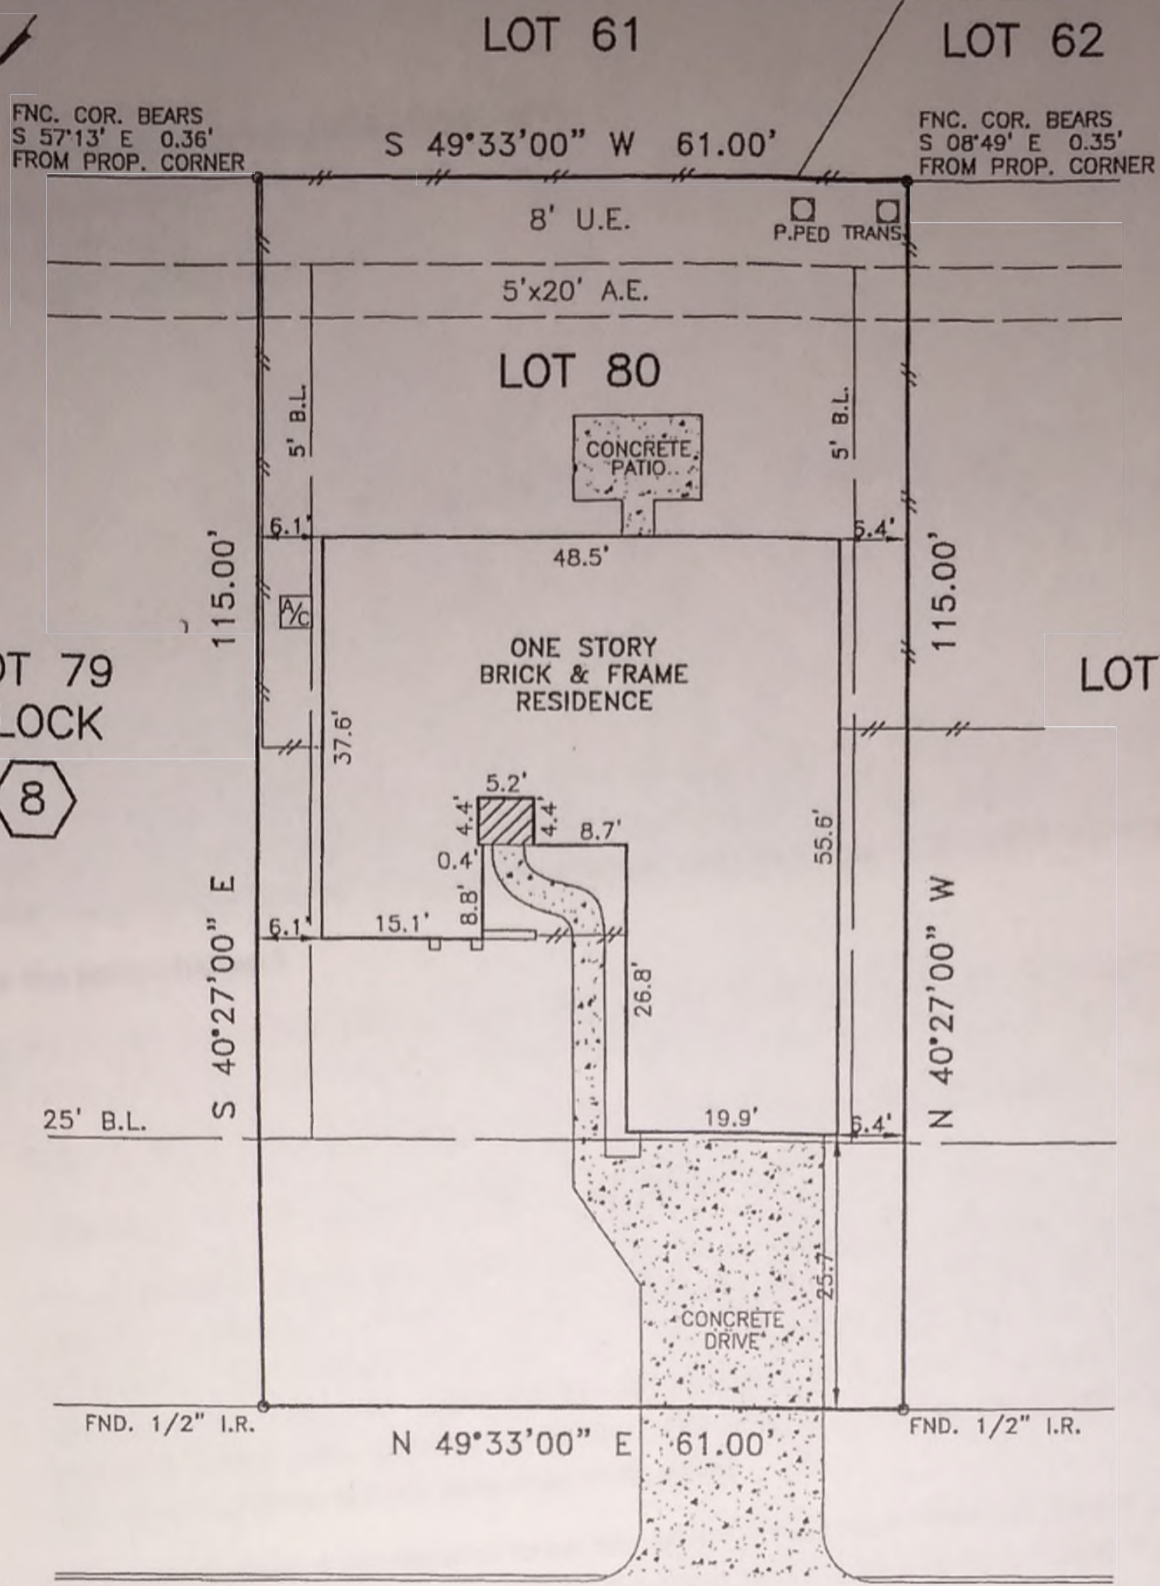 LOT 61
LOT 62
FNC. COR. BEARS
S 57°13' E 0.36'
FROM PROP. CORNER
S 49°33'00" W 61.00'
FNC. COR. BEARS
S 08°49' E 0.35'
FROM PROP. CORNER
8' U.E.
P.PED TRANS.
5'x20' A.E.
LOT 80
5' B.L.
5' B.L.
CONCRETE
PATIO
6.1'
48.5'
6.4'
115.00'
115.00'
A/C
ONE STORY
BRICK & FRAME
RESIDENCE
OT 79
LOCK
8
LOT
37.6'
5.2'
4.4'
4.4'
8.7'
55.6'
0.4'
8.8'
6.1'
15.1'
26.8'
S 40°27'00" E
N 40°27'00" W
25' B.L.
19.9'
6.4'
25.7'
CONCRETE
DRIVE
FND. 1/2" I.R.
FND. 1/2" I.R.
N 49°33'00" E 61.00'